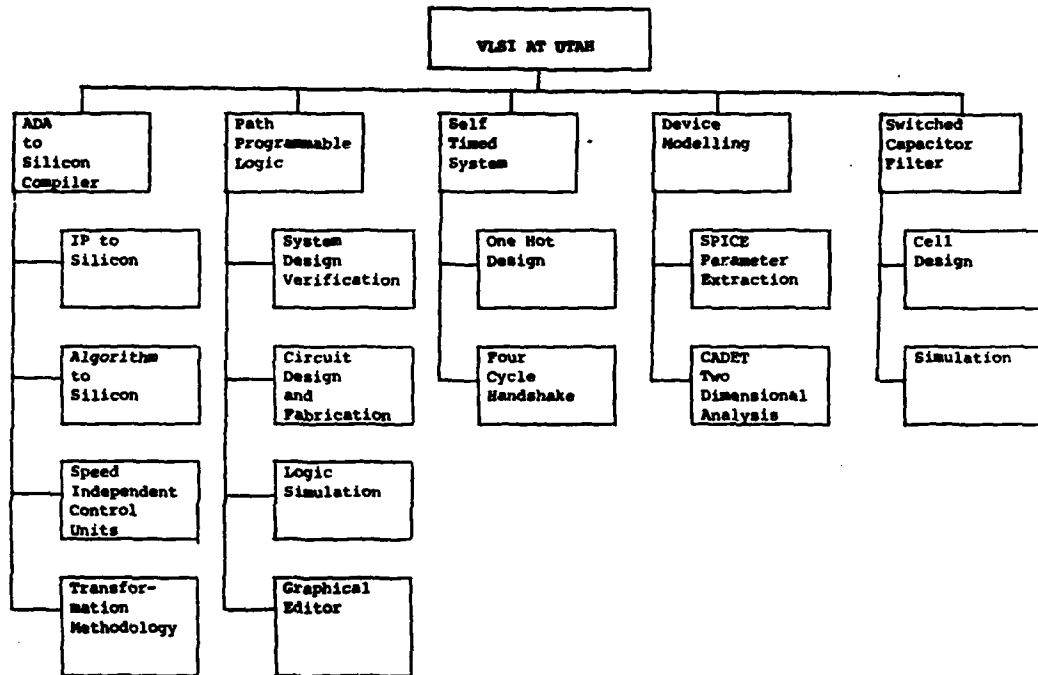 VLSI AT UTAH
ADA
to
Silicon
Compiler
Path
Programmable
Logic
Self
Timed
System
Device
Modelling
Switched
Capacitor
Filter
IP to
Silicon
System
Design
Verification
One Hot
Design
SPICE
Parameter
Extraction
Cell
Design
Algorithm
to
Silicon
Circuit
Design
and
Fabrication
Four
Cycle
Handshake
CADET
Two
Dimensional
Analysis
Simulation
Speed
Independent
Control
Units
Logic
Simulation
Transfor-
mation
Methodology
Graphical
Editor